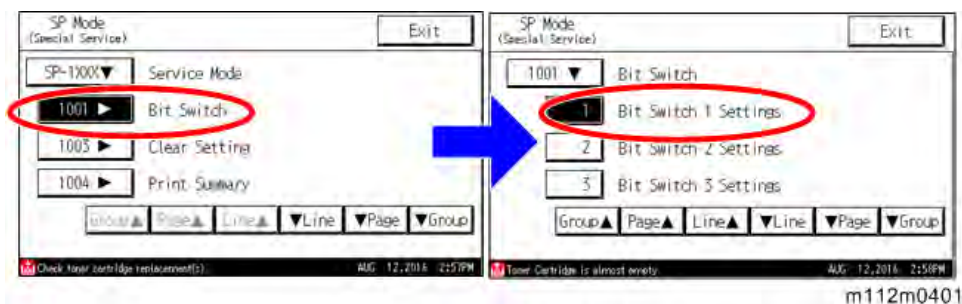 SP Mode
(Special Service)
Exit
SP-1XXX▼ Service Mode
1001 ► Bit Switch
1003 ► Clear Setting
1004 ► Print Summary
Group▲ Page▲ Line▲ ▼Line ▼Page ▼Group
Check toner cartridge replacement(s).
AUG 12,2016 2:57PM
SP Mode
(Special Service)
Exit
1001 ▼ Bit Switch
1 Bit Switch 1 Settings
2 Bit Switch 2 Settings
3 Bit Switch 3 Settings
Group▲ Page▲ Line▲ ▼Line ▼Page ▼Group
Toner Cartridge is almost empty.
AUG 12,2016 2:58PM
m112m0401